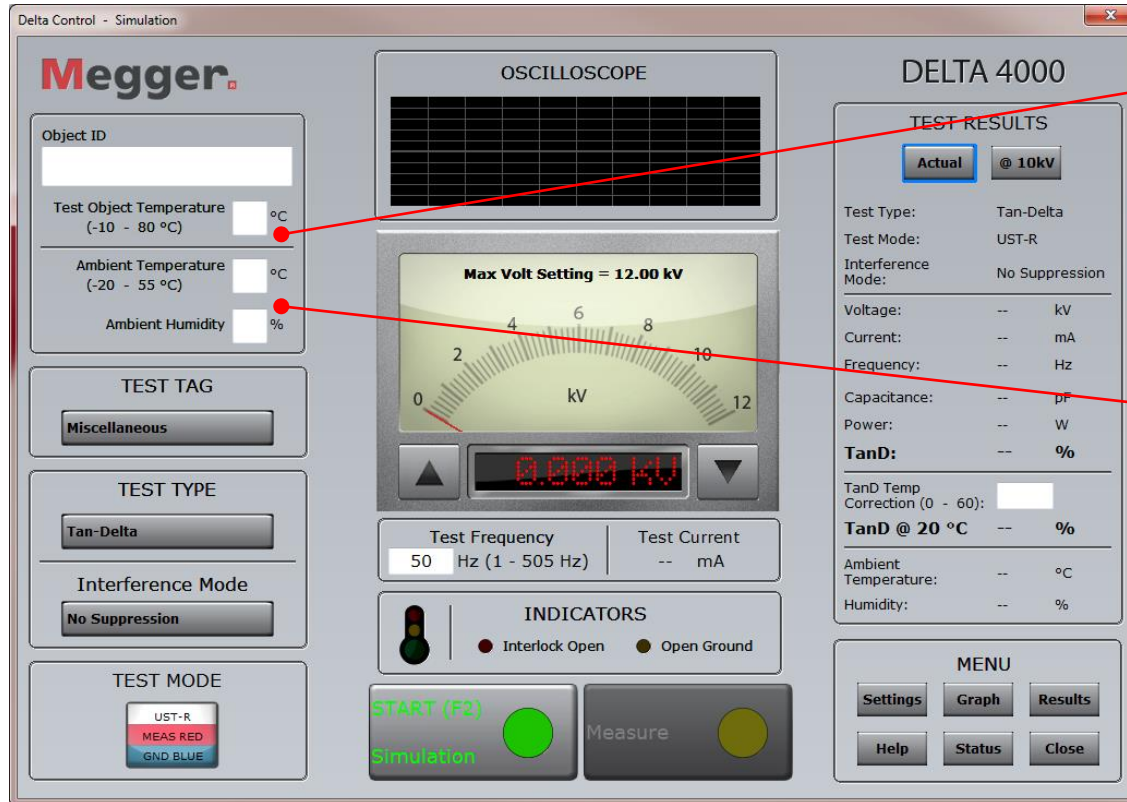 Delta Control - Simulation
Megger.
Object ID
Test Object Temperature
(-10 - 80 °C)
°C
Ambient Temperature
(-20 - 55 °C)
°C
Ambient Humidity
%
TEST TAG
Miscellaneous
TEST TYPE
Tan-Delta
Interference Mode
No Suppression
TEST MODE
UST-R
MEAS RED
GND BLUE
OSCILLOSCOPE
Max Volt Setting = 12.00 kV
0 2 4 6 8 10 12
kV
0.000 kV
Test Frequency
50 Hz (1 - 505 Hz)
Test Current
-- mA
INDICATORS
Interlock Open
Open Ground
START (F2)
Simulation
Measure
DELTA 4000
TEST RESULTS
Actual @ 10kV
Test Type: Tan-Delta
Test Mode: UST-R
Interference
Mode: No Suppression
Voltage: -- kV
Current: -- mA
Frequency: -- Hz
Capacitance: -- pF
Power: -- W
TanD: -- %
TanD Temp
Correction (0 - 60):
TanD @ 20 °C -- %
Ambient
Temperature: -- °C
Humidity: -- %
MENU
Settings Graph Results
Help Status Close